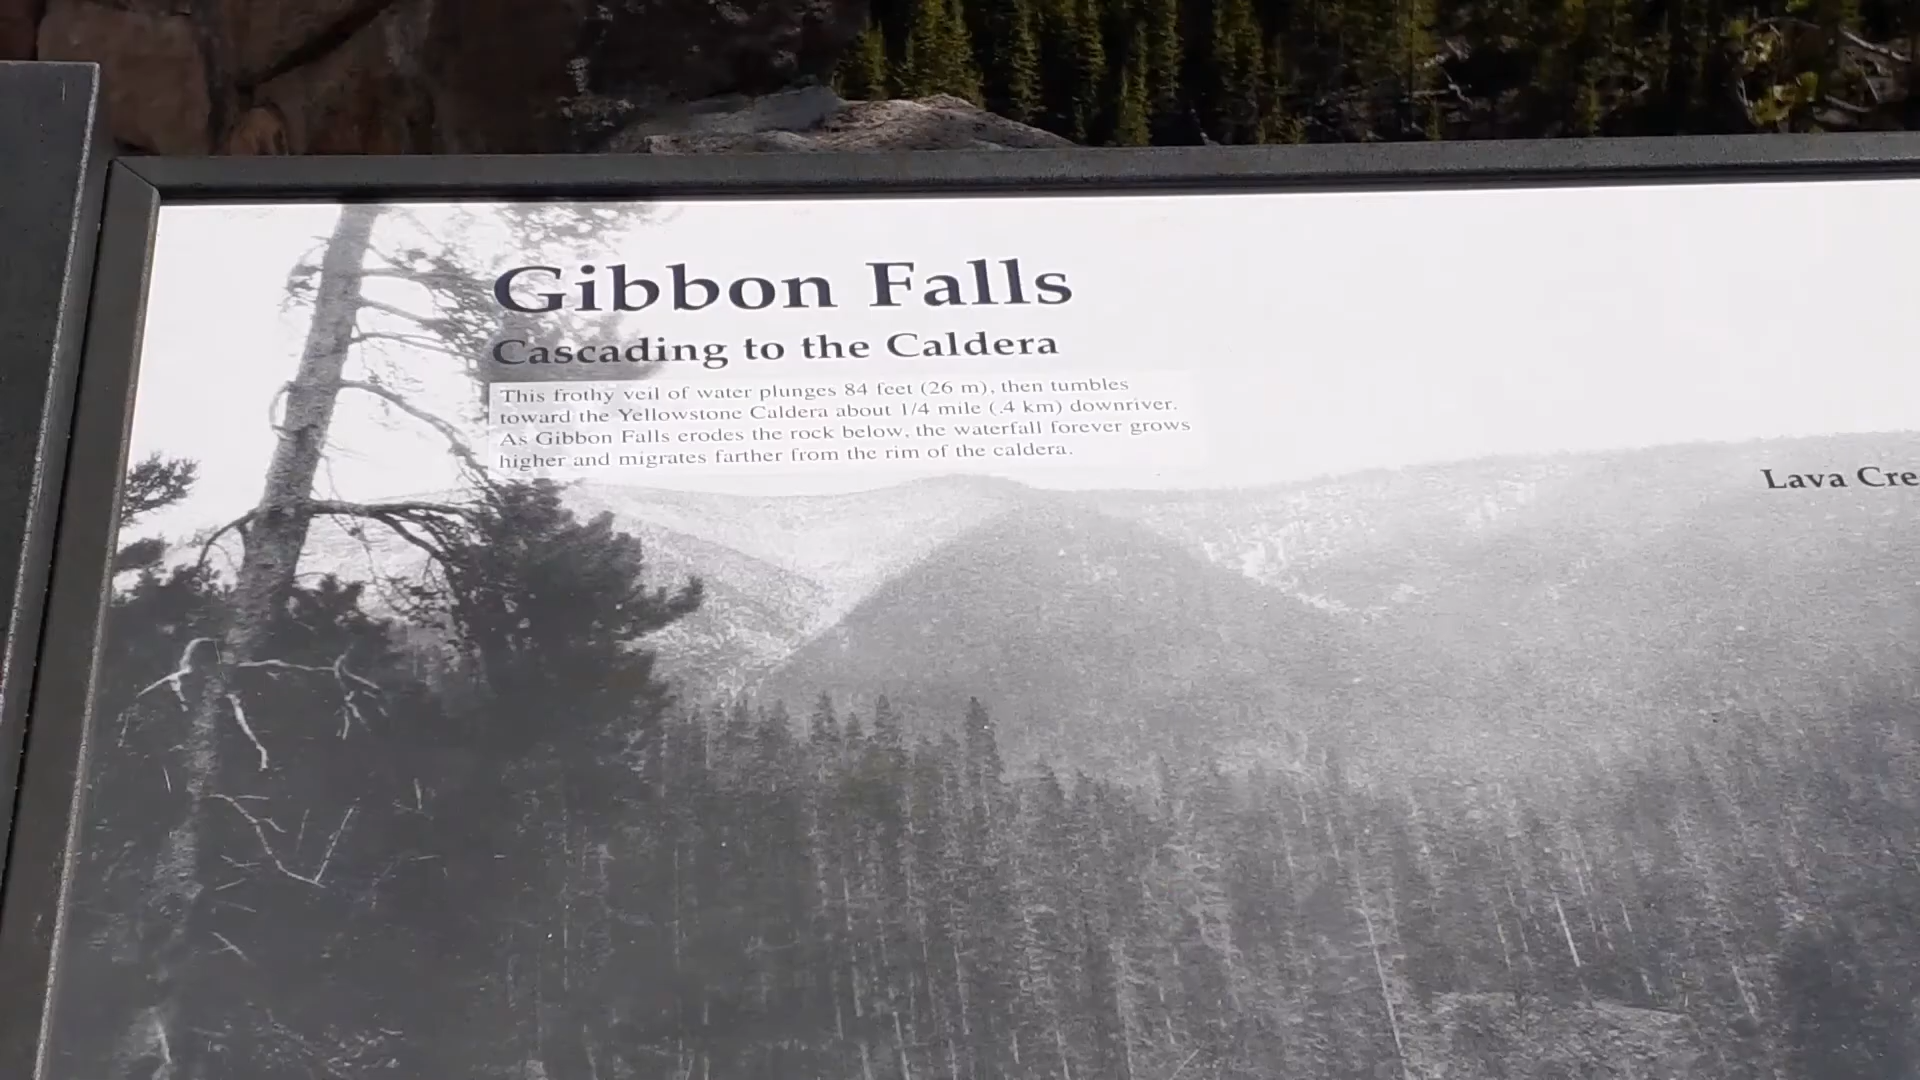 Gibbon Falls
Cascading to the Caldera
This frothy veil of water plunges 84 feet (26 m), then tumbles
toward the Yellowstone Caldera about 1/4 mile (.4 km) downriver.
As Gibbon Falls erodes the rock below, the waterfall forever grows
higher and migrates farther from the rim of the caldera.
Lava Cre